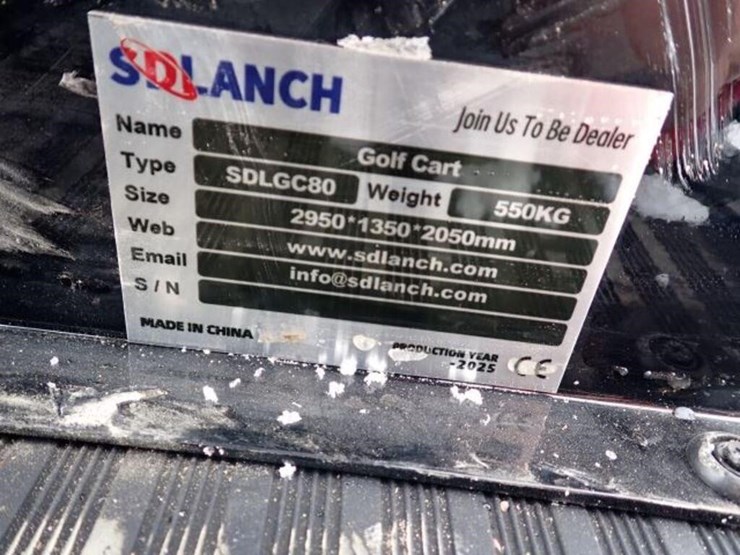 SDLANCH
Join Us To Be Dealer
Name Golf Cart
Type SDLGC80 Weight 550KG
Size 2950*1350*2050mm
Web www.sdlanch.com
Email info@sdlanch.com
S/N
MADE IN CHINA
PRODUCTION YEAR
-2025
CE